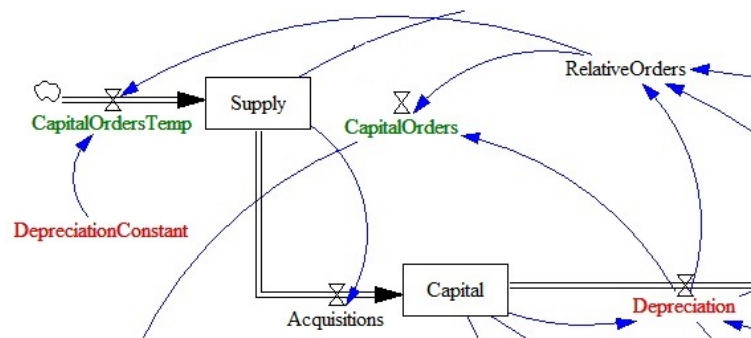 RelativeOrders
Supply
CapitalOrdersTemp
CapitalOrders
DepreciationConstant
Capital
Depreciation
Acquisitions